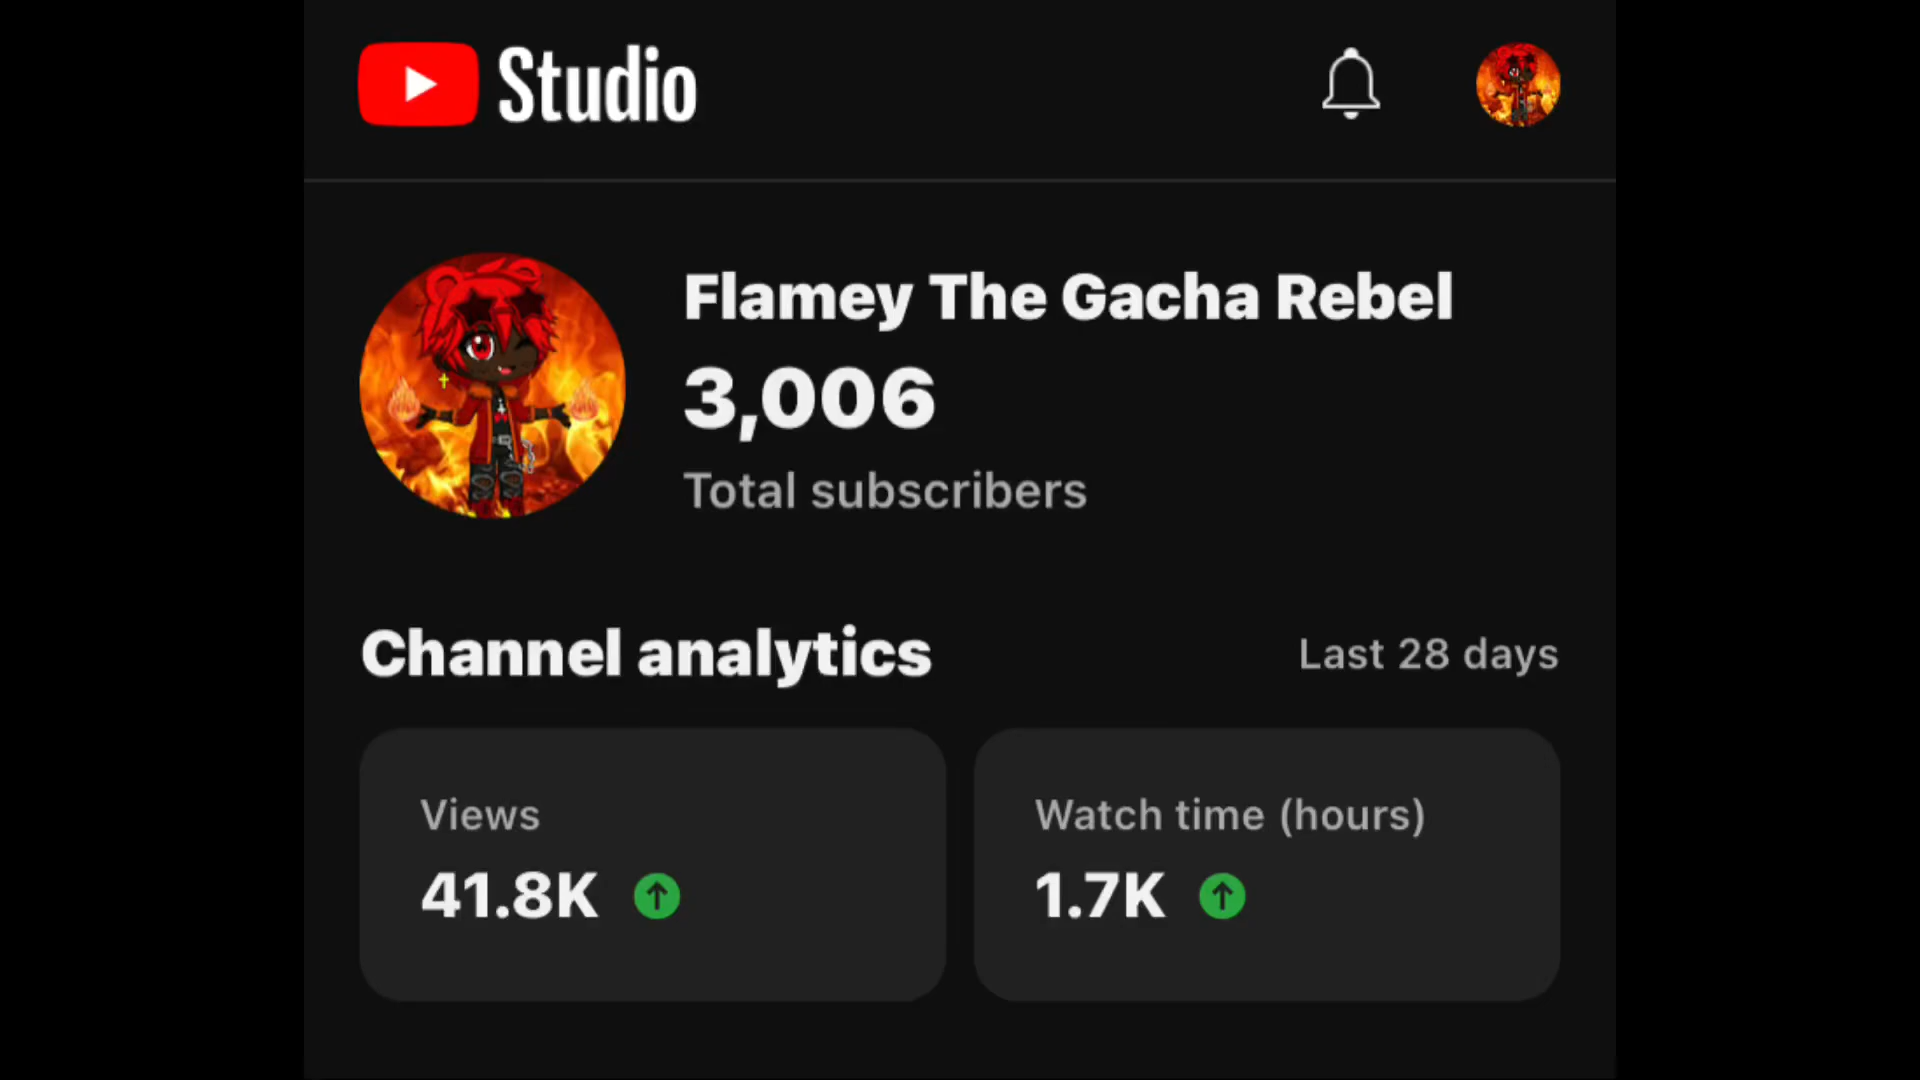 Studio
Flamey The Gacha Rebel
3,006
Total subscribers
Channel analytics
Last 28 days
Views
41.8K
Watch time (hours)
1.7K